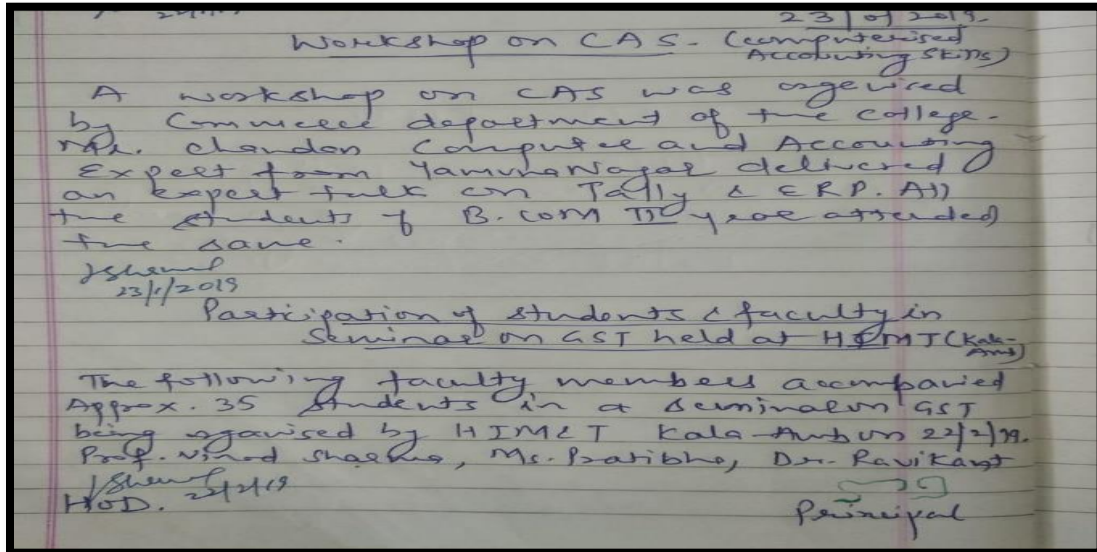 23/01/2019-
Workshop on CAS- (computerised
Accounting Skills)
A workshop on CAS was orgenised
by Commerce department of the college-
Mr. Chandan Computer and Accounting
Expert from YamunaNagar delivered
an expert talk on Tally & ERP. All
the students of B.COM III year attended
the same.
23/1/2019
Participation of students & faculty in
Seminar on GST held at HIMT (Kala-
Amb)
The following faculty members accompanied
Approx. 35 students in a seminar on GST
being organised by HIM&T Kala-Amb on 22/2/19.
Prof. Vinod Sharma, Ms. Pratibha, Dr. Ravikant
22/2/19
HOD.
Principal